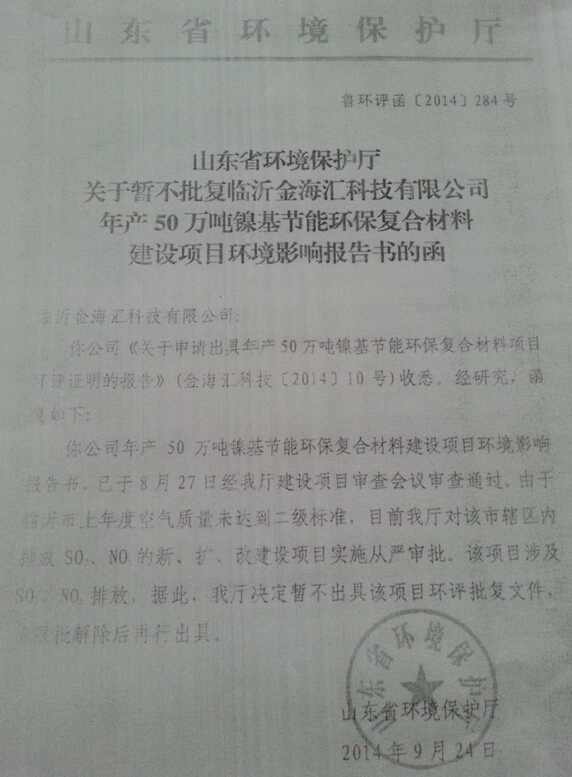 山东省环境保护厅
鲁环评函〔2014〕284号
山东省环境保护厅
关于暂不批复临沂金海汇科技有限公司
年产50万吨镍基节能环保复合材料
建设项目环境影响报告书的函
临沂金海汇科技有限公司:
你公司《关于申请出具年产50万吨镍基节能环保复合材料项目
环评证明的报告》(金海汇科技〔2014〕10号)收悉。经研究,函
复如下:
你公司年产 50 万吨镍基节能环保复合材料建设项目环境影响
报告书,已于8月27日经我厅建设项目审查会议审查通过。由于
临沂市上年度空气质量未达到二级标准,目前我厅对该市辖区内
排放SO₂、NOₓ的新、扩、改建设项目实施从严审批。该项目涉及
SO₂、NOₓ排放,据此,我厅决定暂不出具该项目环评批复文件,
限批解除后再行出具。
山东省环境保护厅
山东省环境保护厅
2014年9月24日